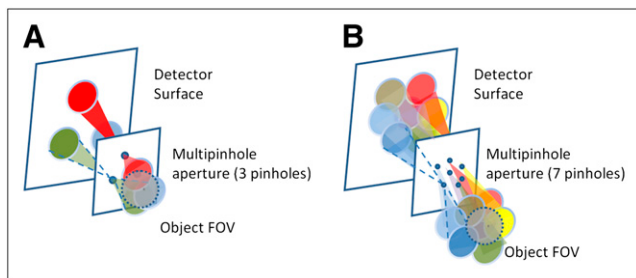 A
Detector
Surface
Multipinhole
aperture (3 pinholes)
Object FOV
B
Detector
Surface
Multipinhole
aperture (7 pinholes)
Object FOV